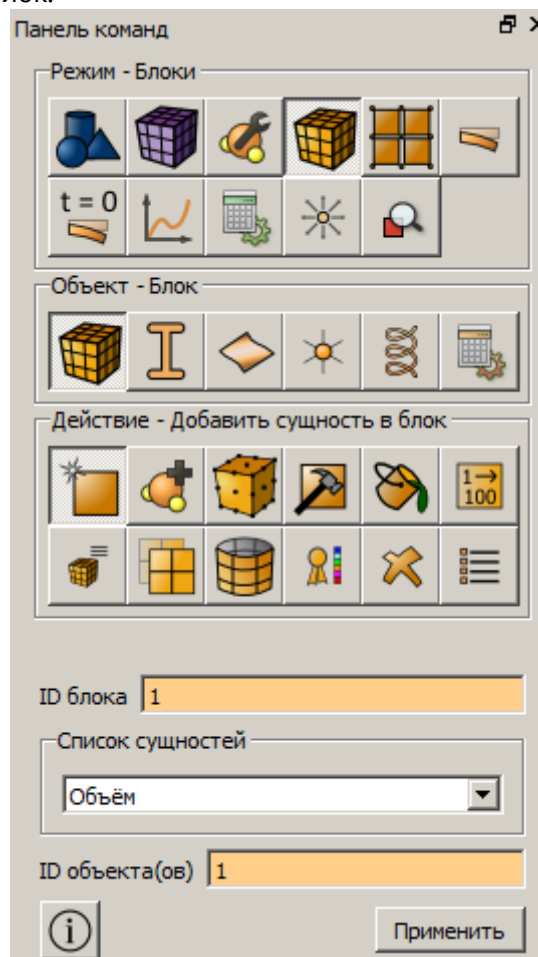 Панель команд
Режим - Блоки
t = 0
Объект - Блок
Действие - Добавить сущность в блок
1→
100
ID блока 1
Список сущностей
Объём
ID объекта(ов) 1
Применить